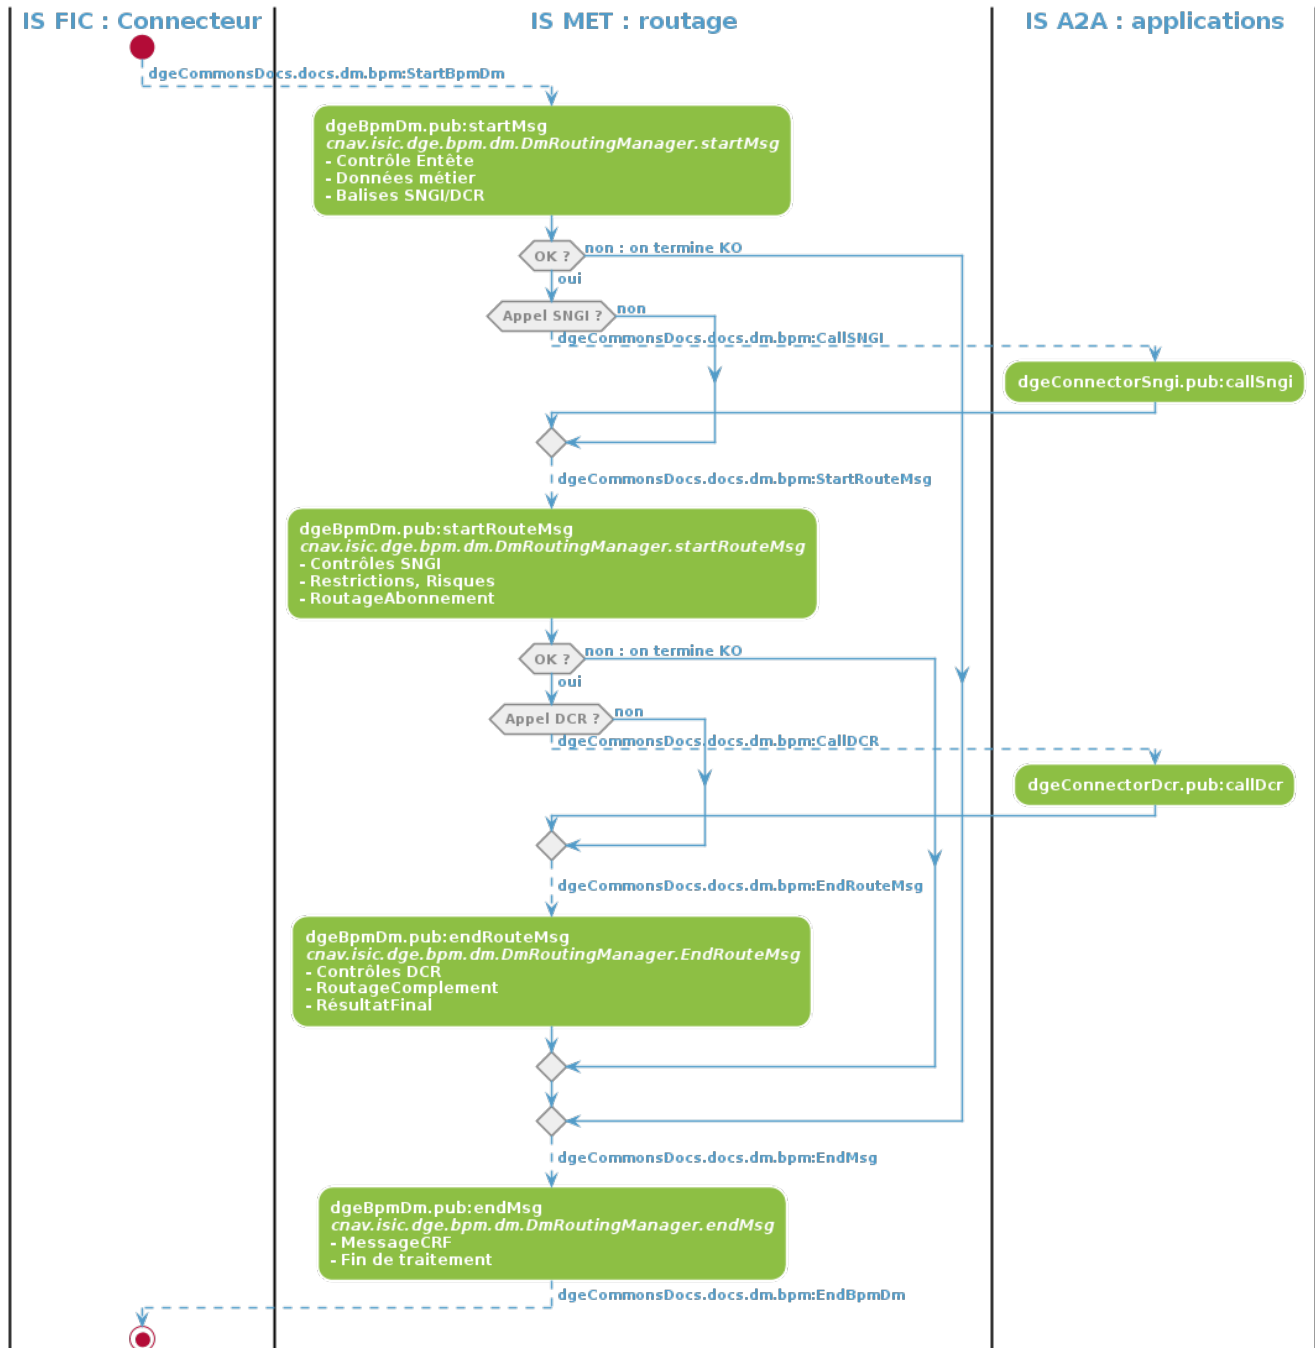 IS FIC : Connecteur
IS MET : routage
IS A2A : applications
dgeCommonsDocs.docs.dm.bpm:StartBpmDm
dgeBpmDm.pub:startMsg
cnav.isic.dge.bpm.dm.DmRoutingManager.startMsg
- Contrôle Entête
- Données métier
- Balises SNGI/DCR
OK ?
non : on termine KO
oui
Appel SNGI ?
non
dgeCommonsDocs.docs.dm.bpm:CallSNGI
dgeConnectorSngi.pub:callSngi
dgeCommonsDocs.docs.dm.bpm:StartRouteMsg
dgeBpmDm.pub:startRouteMsg
cnav.isic.dge.bpm.dm.DmRoutingManager.startRouteMsg
- Contrôles SNGI
- Restrictions, Risques
- RoutageAbonnement
OK ?
non : on termine KO
oui
Appel DCR ?
non
dgeCommonsDocs.docs.dm.bpm:CallDCR
dgeConnectorDcr.pub:callDcr
dgeCommonsDocs.docs.dm.bpm:EndRouteMsg
dgeBpmDm.pub:endRouteMsg
cnav.isic.dge.bpm.dm.DmRoutingManager.EndRouteMsg
- Contrôles DCR
- RoutageComplement
- RésultatFinal
dgeCommonsDocs.docs.dm.bpm:EndMsg
dgeBpmDm.pub:endMsg
cnav.isic.dge.bpm.dm.DmRoutingManager.endMsg
- MessageCRF
- Fin de traitement
dgeCommonsDocs.docs.dm.bpm:EndBpmDm